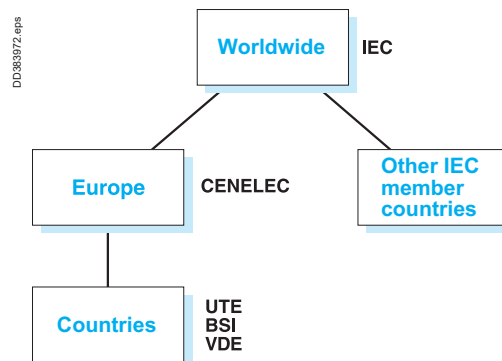 DD383972.eps
Worldwide
IEC
Europe
CENELEC
Other IEC
member
countries
Countries
UTE
BSI
VDE